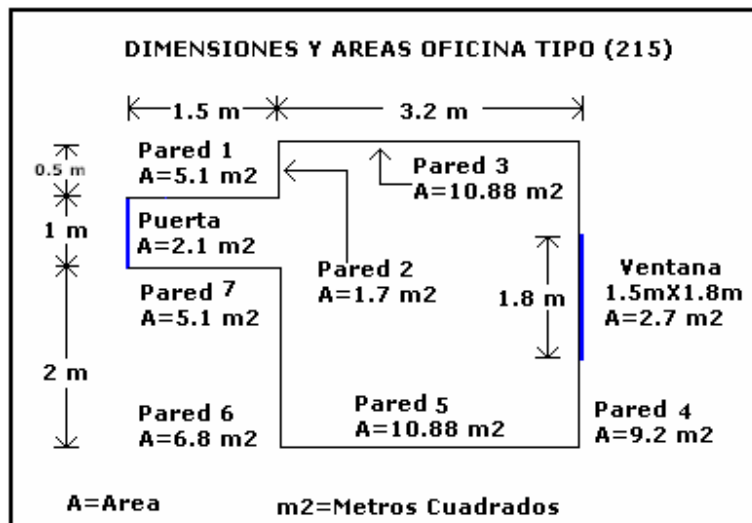 DIMENSIONES Y AREAS OFICINA TIPO (215)
1.5 m
3.2 m
0.5 m
Pared 1
A=5.1 m2
Pared 3
A=10.88 m2
1 m
Puerta
A=2.1 m2
Pared 2
A=1.7 m2
1.8 m
Ventana
1.5mX1.8m
A=2.7 m2
Pared 7
A=5.1 m2
2 m
Pared 6
A=6.8 m2
Pared 5
A=10.88 m2
Pared 4
A=9.2 m2
A=Area
m2=Metros Cuadrados